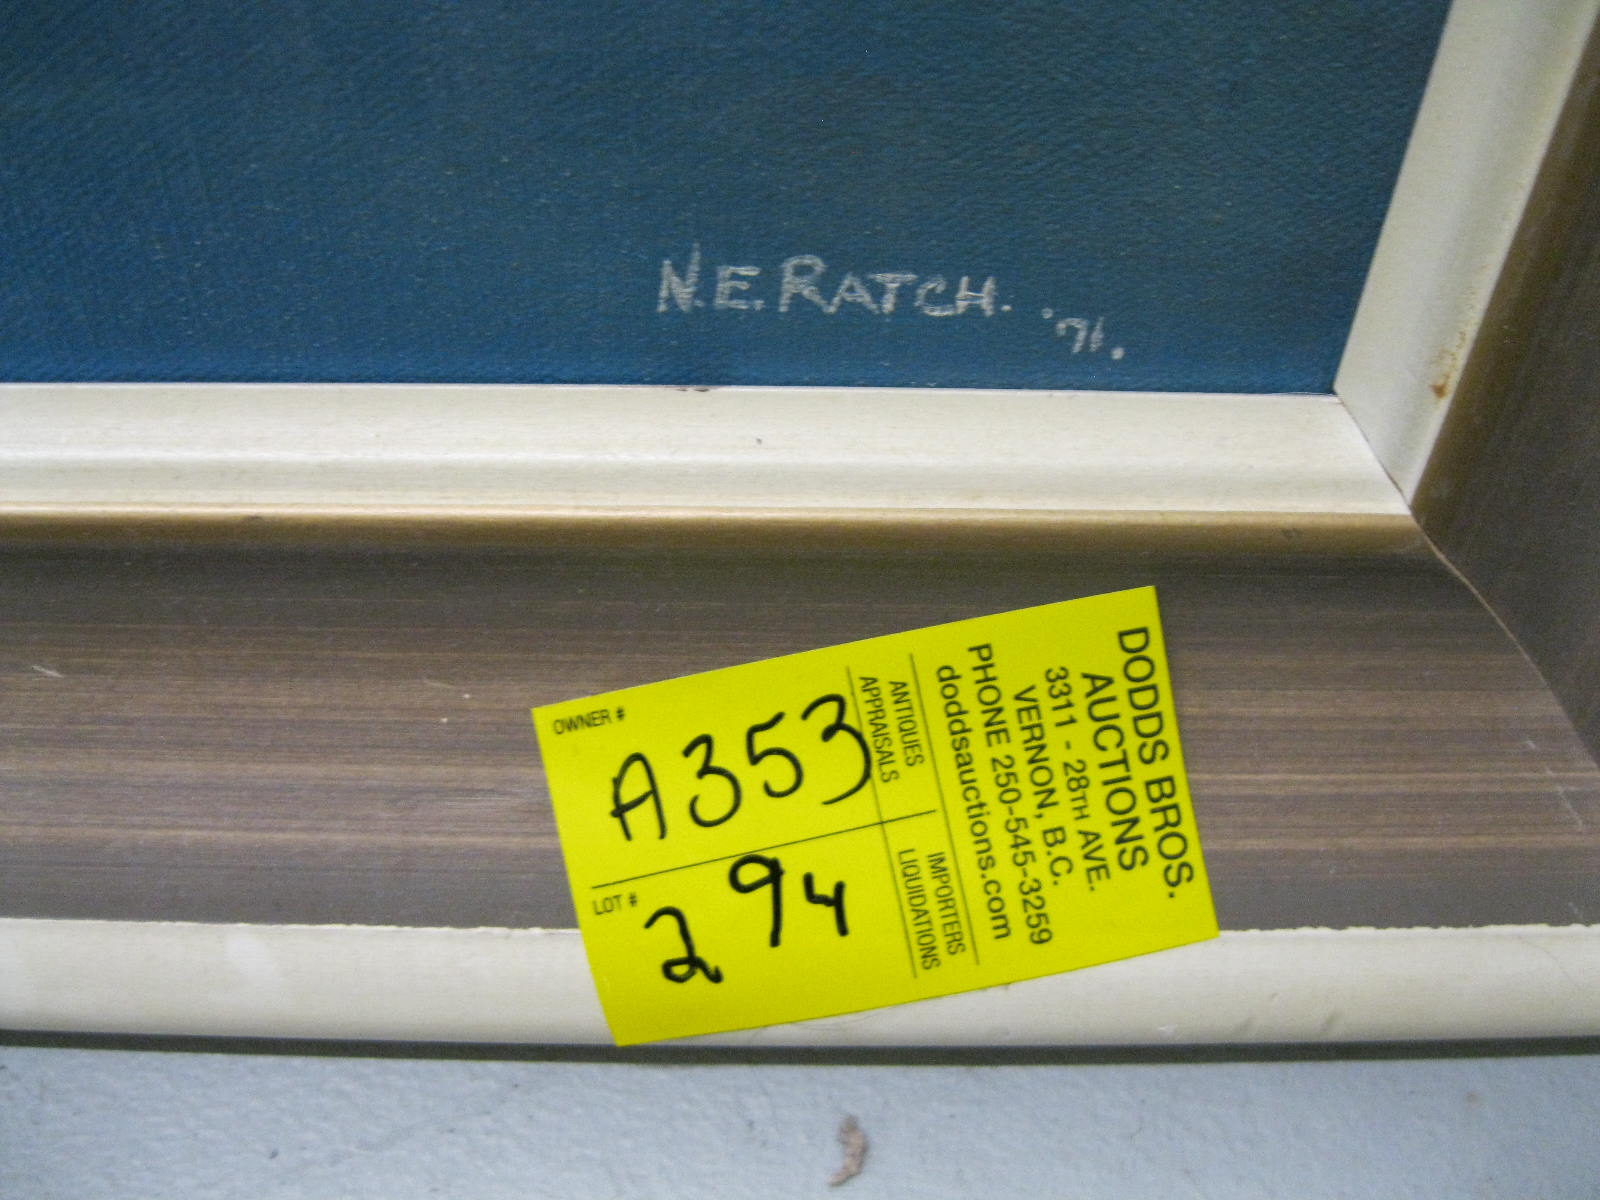 N.E. RATCH.
'71.
OWNER #
A353
LOT #
294
ANTIQUES
APPRAISALS
IMPORTERS
LIQUIDATIONS
DODDS BROS.
AUCTIONS
3311 - 28TH AVE.
VERNON, B.C.
PHONE 250-545-3259
doddsauctions.com